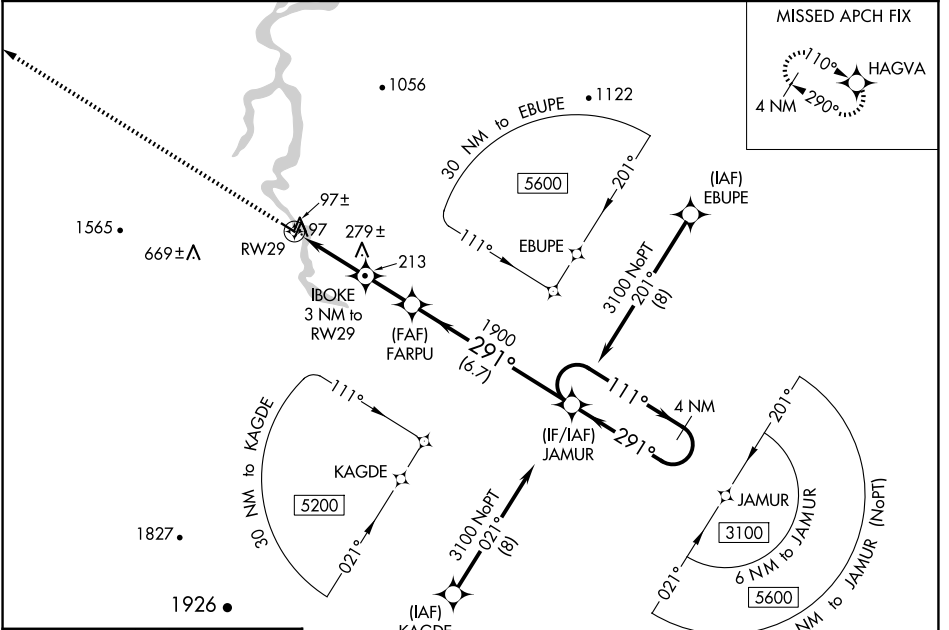 MISSED APCH FIX
110°
HAGVA
4 NM
290°
1056
1122
30 NM to EBUPE
5600
201°
111°
EBUPE
(IAF)
EBUPE
3100 NoPT
201°
(8)
1565
669±
97±
97
RW29
279±
213
IBOKE
3 NM to
RW29
(FAF)
FARPU
1900
291°
(6.7)
111°
4 NM
291°
(IF/IAF)
JAMUR
30 NM to KAGDE
111°
KAGDE
5200
021°
3100 NoPT
021°
(8)
(IAF)
KAGDE
201°
JAMUR
3100
6 NM to JAMUR
021°
5600
NM to JAMUR (NoPT)
1827
1926